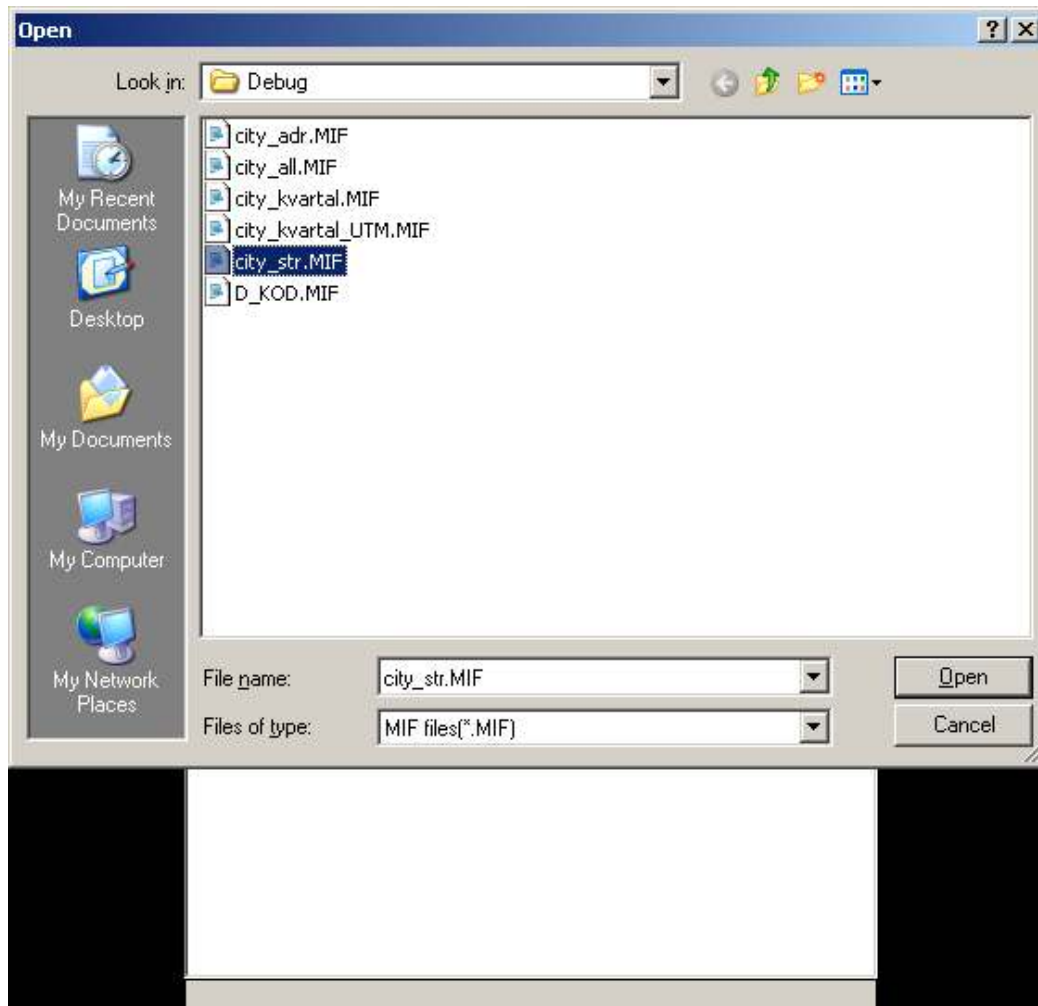 Open
Look in: Debug
city_adr.MIF
city_all.MIF
city_kvartal.MIF
city_kvartal_UTM.MIF
city_str.MIF
D_KOD.MIF
My Recent
Documents
Desktop
My Documents
My Computer
My Network
Places
File name: city_str.MIF Open
Files of type: MIF files(*.MIF) Cancel